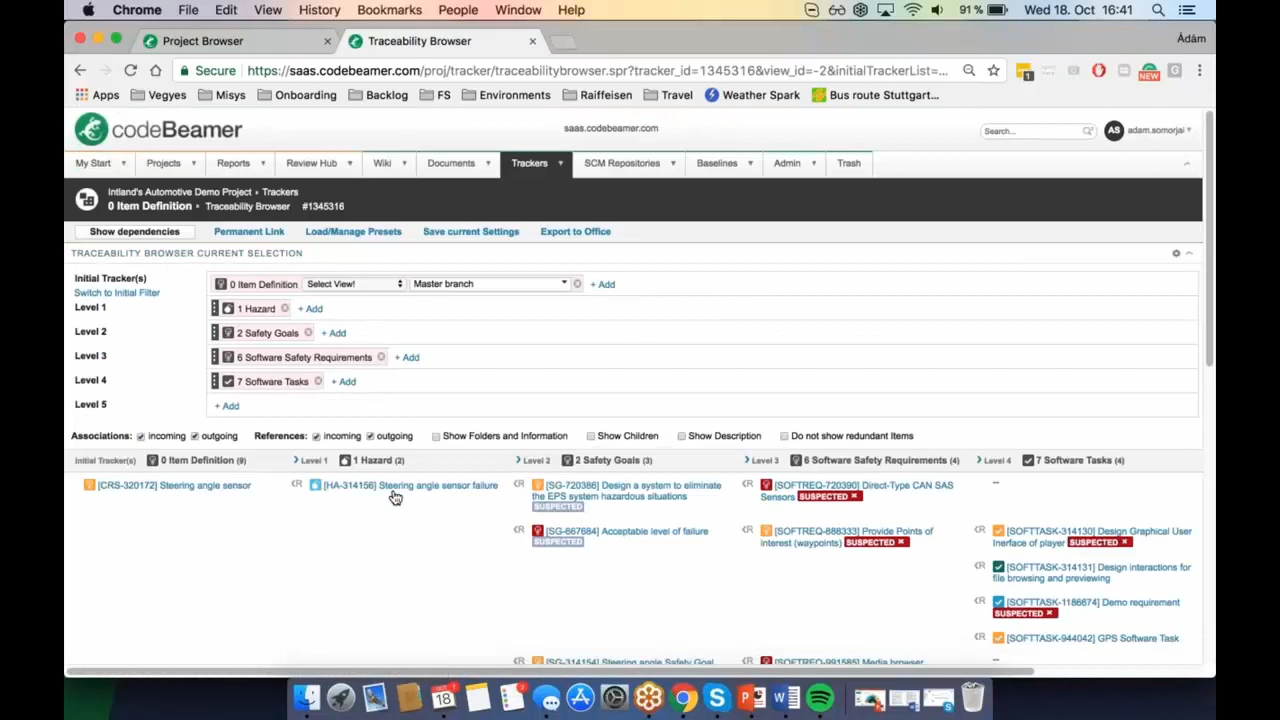 Chrome File Edit View History Bookmarks People Window Help 91% Wed 18. Oct 16:41
Project Browser × Traceability Browser × Ádám
Secure https://saas.codebeamer.com/proj/tracker/traceabilitybrowser.spr?tracker_id=1345316&view_id=-2&initialTrackerList=...
Apps Vegyes Misys Onboarding Backlog FS Environments Raiffeisen Travel Weather Spark Bus route Stuttgart...
codeBeamer saas.codebeamer.com Search... AS adam.somorjai
My Start Projects Reports Review Hub Wiki Documents Trackers SCM Repositories Baselines Admin Trash
Intland's Automotive Demo Project Trackers
0 Item Definition Traceability Browser #1345316
Show dependencies Permanent Link Load/Manage Presets Save current Settings Export to Office
TRACEABILITY BROWSER CURRENT SELECTION
Initial Tracker(s) 0 Item Definition Select View! Master branch + Add
Switch to Initial Filter
Level 1 1 Hazard + Add
Level 2 2 Safety Goals + Add
Level 3 6 Software Safety Requirements + Add
Level 4 7 Software Tasks + Add
Level 5 + Add
Associations: incoming outgoing References: incoming outgoing Show Folders and Information Show Children Show Description Do not show redundant Items
Initial Tracker(s) 0 Item Definition (9) Level 1 1 Hazard (2) Level 2 2 Safety Goals (3) Level 3 6 Software Safety Requirements (4) Level 4 7 Software Tasks (4)
[CRS-320172] Steering angle sensor [HA-314156] Steering angle sensor failure [SG-720386] Design a system to eliminate [SOFTREQ-720390] Direct-Type CAN SAS --
the EPS system hazardous situations Sensors SUSPECTED
SUSPECTED
[SG-667684] Acceptable level of failure [SOFTREQ-888333] Provide Points of [SOFTTASK-314130] Design Graphical User
SUSPECTED Interest (waypoints) SUSPECTED Inerface of player SUSPECTED
[SOFTTASK-314131] Design interactions for
file browsing and previewing
[SOFTTASK-1186674] Demo requirement
SUSPECTED
[SOFTTASK-944042] GPS Software Task
[SG-314154] Steering angle Safety Goal [SOFTREQ-991585] Media browser --
18